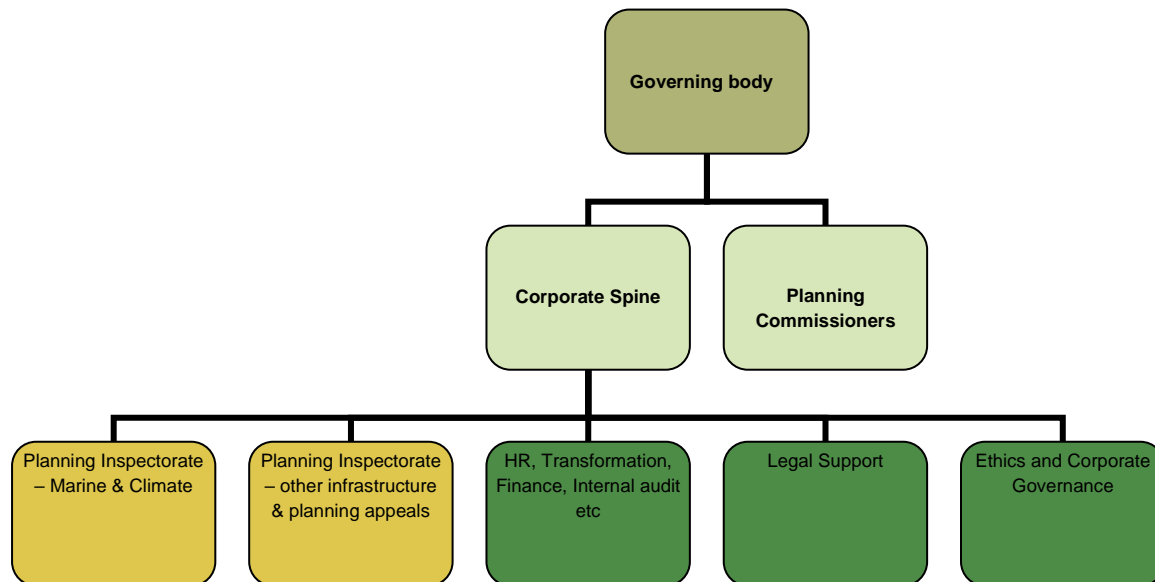 Governing body
Corporate Spine
Planning
Commissioners
Planning Inspectorate
– Marine & Climate
Planning Inspectorate
– other infrastructure
& planning appeals
HR, Transformation,
Finance, Internal audit
etc
Legal Support
Ethics and Corporate
Governance